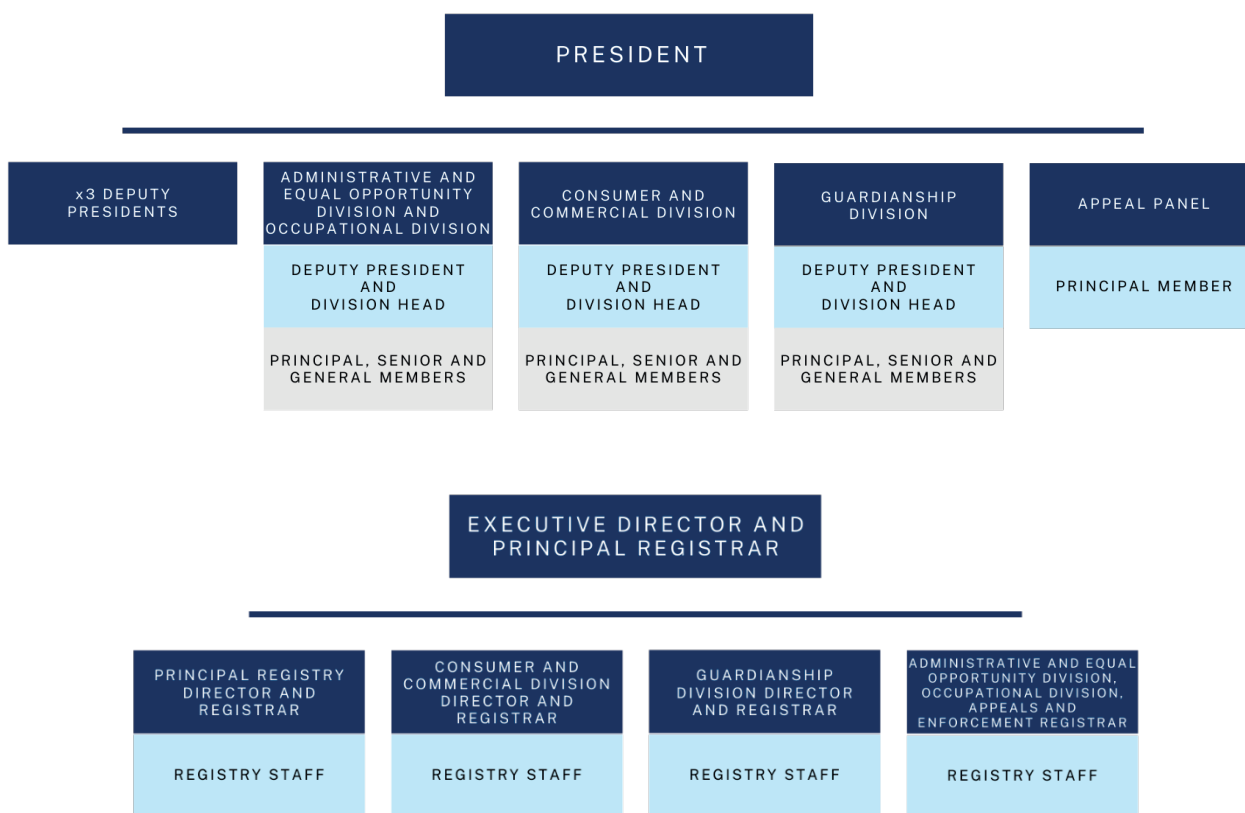 PRESIDENT
x3 DEPUTY
PRESIDENTS
ADMINISTRATIVE AND
EQUAL OPPORTUNITY
DIVISION AND
OCCUPATIONAL DIVISION
DEPUTY PRESIDENT
AND
DIVISION HEAD
PRINCIPAL, SENIOR AND
GENERAL MEMBERS
CONSUMER AND
COMMERCIAL DIVISION
DEPUTY PRESIDENT
AND
DIVISION HEAD
PRINCIPAL, SENIOR AND
GENERAL MEMBERS
GUARDIANSHIP
DIVISION
DEPUTY PRESIDENT
AND
DIVISION HEAD
PRINCIPAL, SENIOR AND
GENERAL MEMBERS
APPEAL PANEL
PRINCIPAL MEMBER
EXECUTIVE DIRECTOR AND
PRINCIPAL REGISTRAR
PRINCIPAL REGISTRY
DIRECTOR AND
REGISTRAR
REGISTRY STAFF
CONSUMER AND
COMMERCIAL DIVISION
DIRECTOR AND
REGISTRAR
REGISTRY STAFF
GUARDIANSHIP
DIVISION DIRECTOR
AND REGISTRAR
REGISTRY STAFF
ADMINISTRATIVE AND EQUAL
OPPORTUNITY DIVISION,
OCCUPATIONAL DIVISION,
APPEALS AND
ENFORCEMENT REGISTRAR
REGISTRY STAFF